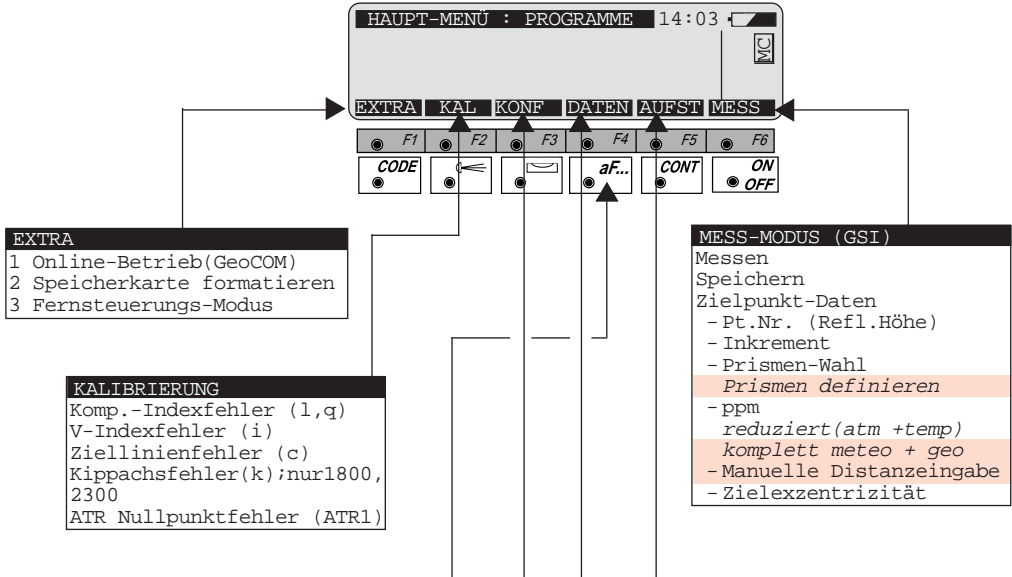 HAUPT-MENÜ : PROGRAMME 14:03
MC
EXTRA KAL KONF DATEN AUFST MESS
F1 F2 F3 F4 F5 F6
CODE aF... CONT ON
OFF
EXTRA
1 Online-Betrieb(GeoCOM)
2 Speicherkarte formatieren
3 Fernsteuerungs-Modus
KALIBRIERUNG
Komp.-Indexfehler (l,q)
V-Indexfehler (i)
Ziellinienfehler (c)
Kippachsfehler(k);nur1800,
2300
ATR Nullpunktfehler (ATR1)
MESS-MODUS (GSI)
Messen
Speichern
Zielpunkt-Daten
-Pt.Nr. (Refl.Höhe)
-Inkrement
-Prismen-Wahl
Prismen definieren
-ppm
reduziert(atm +temp)
komplett meteo + geo
-Manuelle Distanzeingabe
-Zielexzentrizität